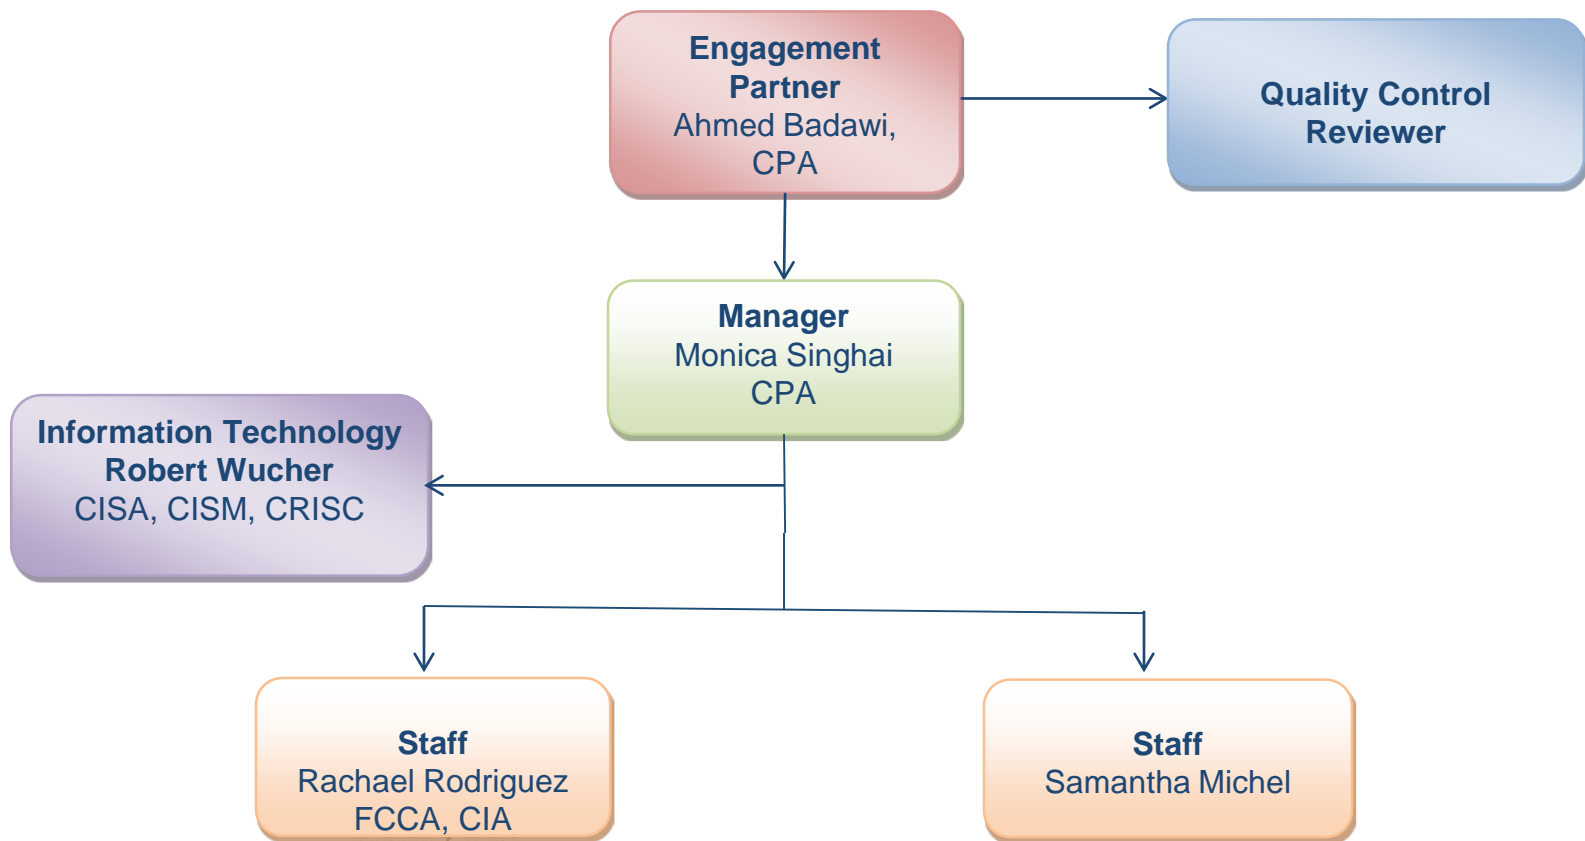 Engagement
Partner
Ahmed Badawi,
CPA
Quality Control
Reviewer
Manager
Monica Singhai
CPA
Information Technology
Robert Wucher
CISA, CISM, CRISC
Staff
Rachael Rodriguez
FCCA, CIA
Staff
Samantha Michel